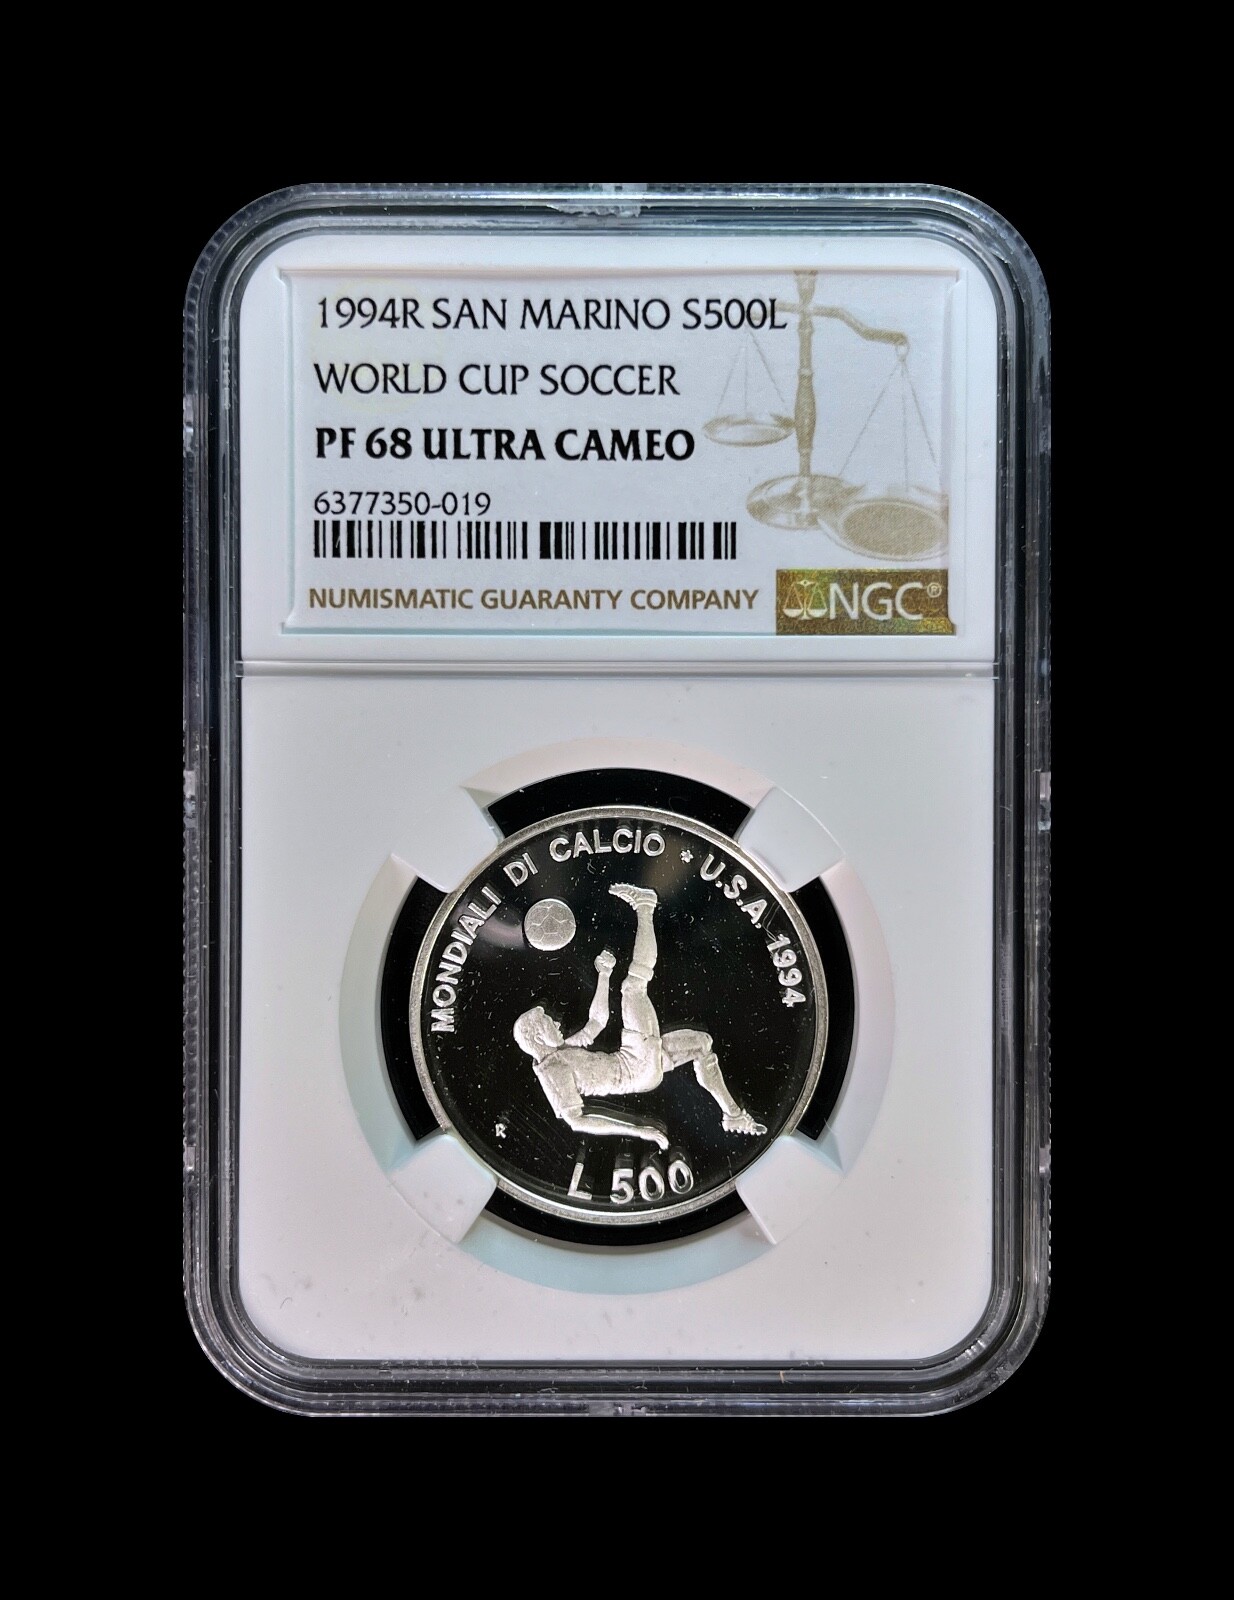 1994R SAN MARINO S500L
WORLD CUP SOCCER
PF 68 ULTRA CAMEO
6377350-019
NUMISMATIC GUARANTY COMPANY
NGC®
MONDIALI DI CALCIO * U.S.A. 1994
R
L 500